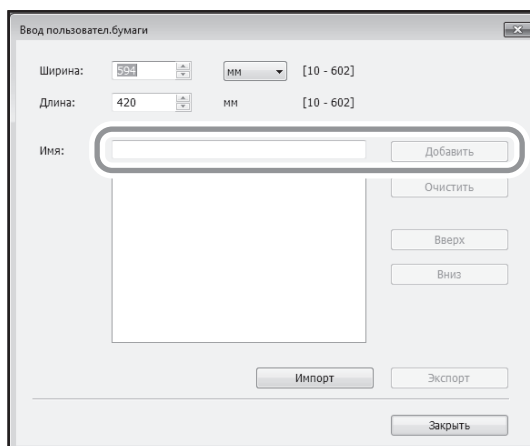 Ввод пользовател.бумаги
Ширина: 594 мм [10 - 602]
Длина: 420 мм [10 - 602]
Имя: Добавить
Очистить
Вверх
Вниз
Импорт Экспорт
Закрыть